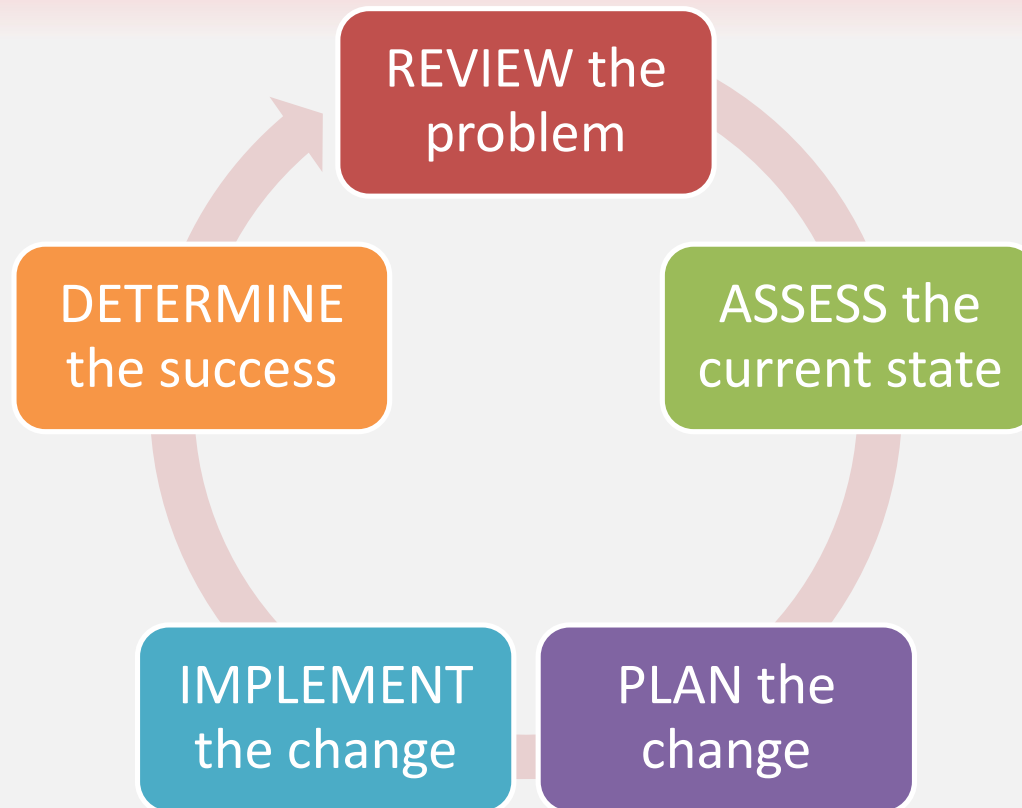 REVIEW the
problem
ASSESS the
current state
PLAN the
change
IMPLEMENT
the change
DETERMINE
the success